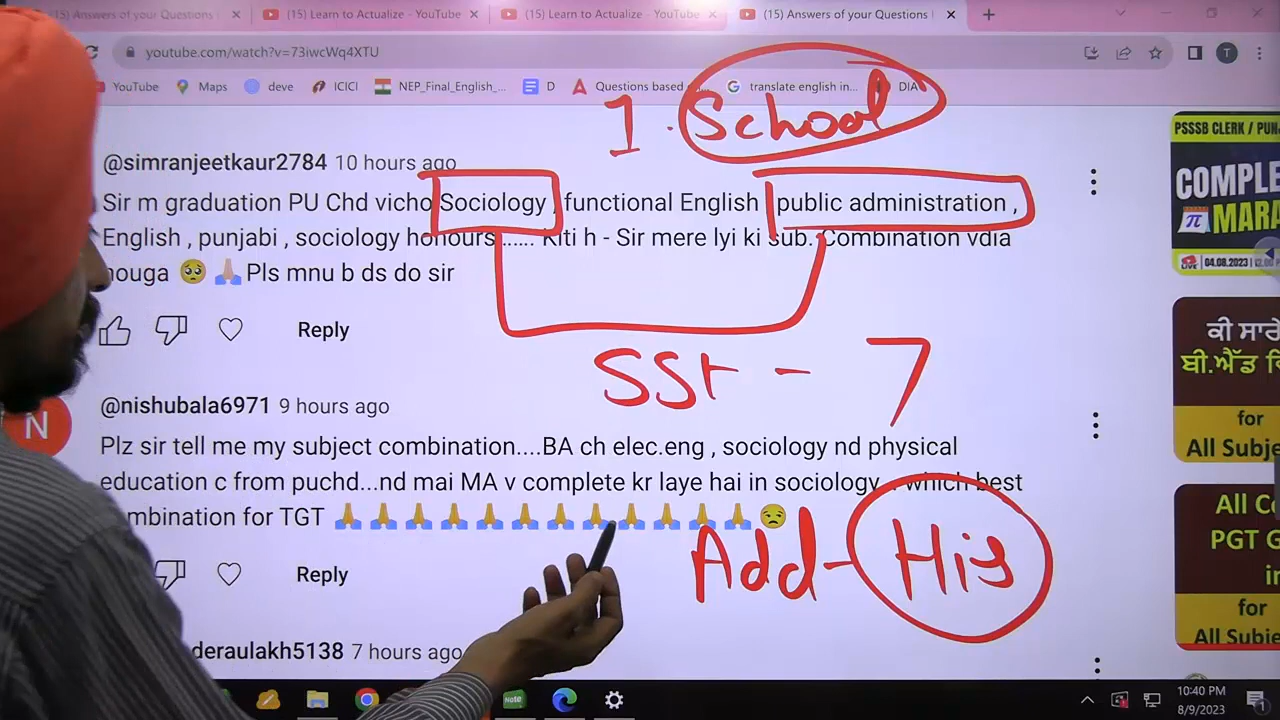 (15) Learn to Actualize - YouTube
(15) Learn to Actualize - YouTube
(15) Answers of your Questions
youtube.com/watch?v=73iwcWq4XTU
T
YouTube
Maps
deve
ICICI
NEP_Final_English_...
D
Questions based
translate english in...
DIA
1. School
@simranjeetkaur2784 10 hours ago
Sir m graduation PU Chd vicho Sociology , functional English public administration ,
English , punjabi , sociology honours ...... Kiti h - Sir mere lyi ki sub. Combination vdia
houga 🥺 🙏🏻 Pls mnu b ds do sir
Reply
SSt - 7
N
@nishubala6971 9 hours ago
Plz sir tell me my subject combination....BA ch elec.eng , sociology nd physical
education c from puchd...nd mai MA v complete kr laye hai in sociology .. which best
mbination for TGT 🙏 🙏 🙏 🙏 🙏 🙏 🙏 🙏 🙏 🙏 🙏 🙏 😒
Add - His
Reply
deraulakh5138 7 hours ago
PSSSB CLERK / PUN
COMPLE
MARA
LIVE 04.08.2023 | 12.00 P
ਕੀ ਸਾਰੇ
ਬੀ.ਐੱਡ ਵਿ
for
All Subje
All Co
PGT G
in
for
All Subje
Note
10:40 PM
8/9/2023
1